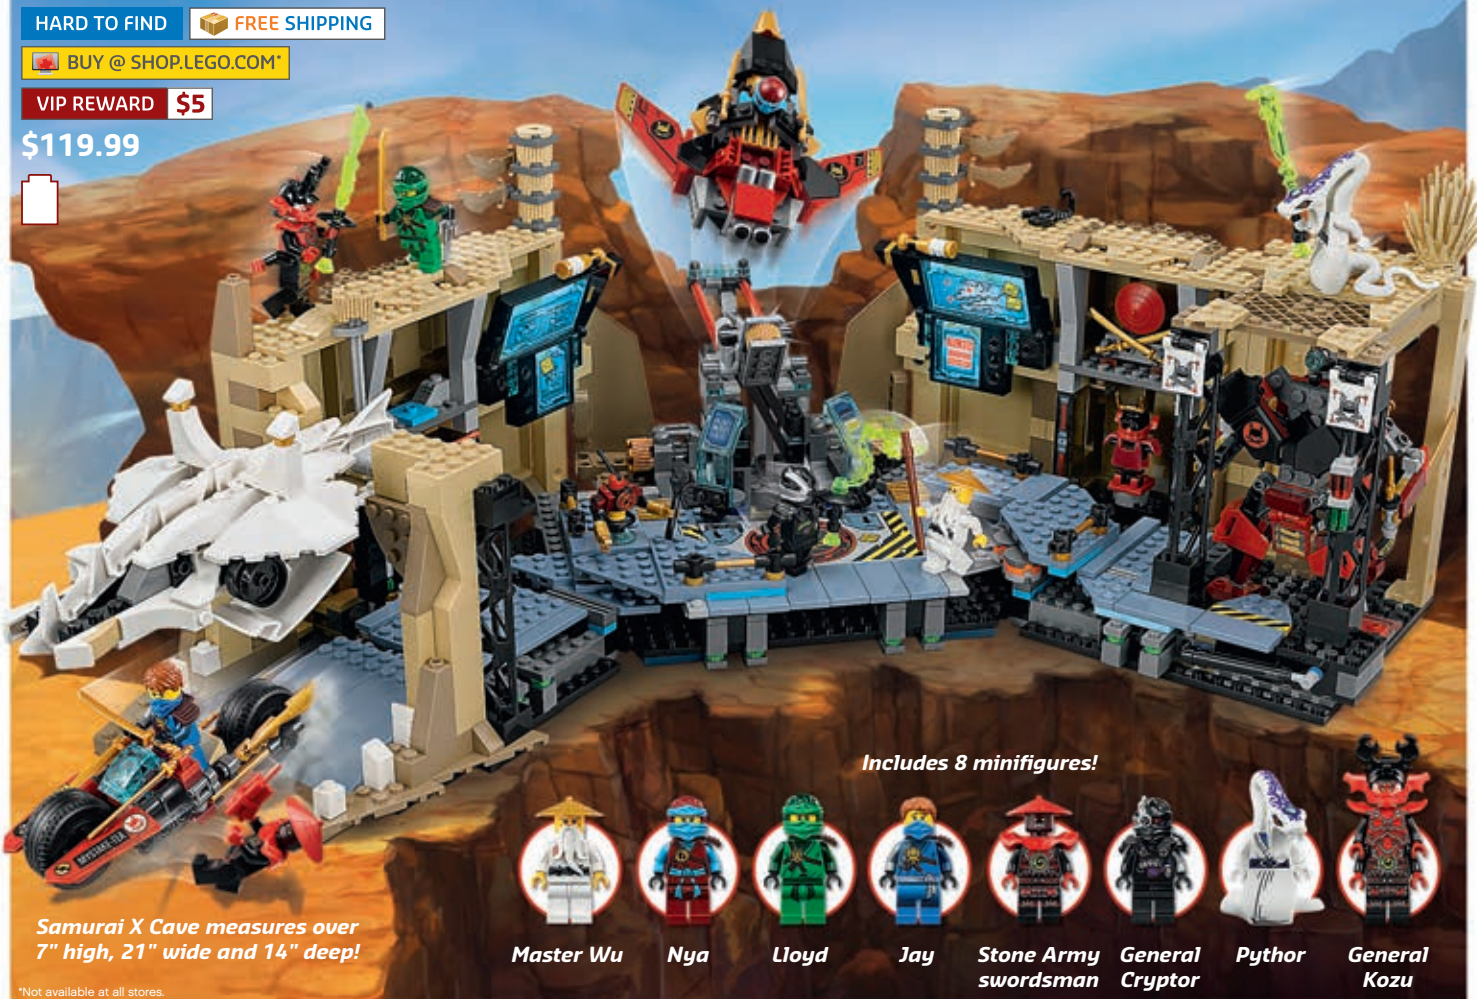 HARD TO FIND
FREE SHIPPING
BUY @ SHOP.LEGO.COM*
VIP REWARD $5
$119.99
MYSTAKE-TEA
Includes 8 minifigures!
Samurai X Cave measures over
7" high, 21" wide and 14" deep!
Master Wu
Nya
Lloyd
Jay
Stone Army
swordsman
General
Cryptor
Pythor
General
Kozu
*Not available at all stores.